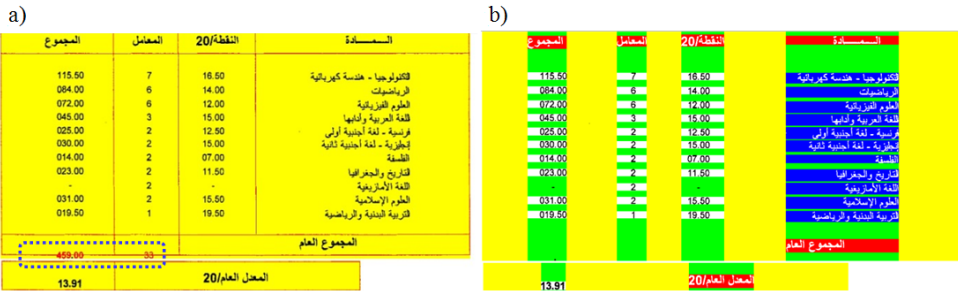 a)
المـــــادة النقطة/20 المعامل المجموع
التكنولوجيا - هندسة كهربائية 16.50 7 115.50
الرياضيات 14.00 6 084.00
العلوم الفيزيائية 12.00 6 072.00
اللغة العربية وآدابها 15.00 3 045.00
فرنسية - لغة أجنبية أولى 12.50 2 025.00
إنجليزية - لغة أجنبية ثانية 15.00 2 030.00
الفلسفة 07.00 2 014.00
التاريخ والجغرافيا 11.50 2 023.00
اللغة الأمازيغية - 2 -
العلوم الإسلامية 15.50 2 031.00
التربية البدنية والرياضية 19.50 1 019.50
المجموع العام
33 459.00
المعدل العام/20 13.91
b)
المـــــادة النقطة/20 المعامل المجموع
التكنولوجيا - هندسة كهربائية 16.50 7 115.50
الرياضيات 14.00 6 084.00
العلوم الفيزيائية 12.00 6 072.00
اللغة العربية وآدابها 15.00 3 045.00
فرنسية - لغة أجنبية أولى 12.50 2 025.00
إنجليزية - لغة أجنبية ثانية 15.00 2 030.00
الفلسفة 07.00 2 014.00
التاريخ والجغرافيا 11.50 2 023.00
اللغة الأمازيغية - 2 -
العلوم الإسلامية 15.50 2 031.00
التربية البدنية والرياضية 19.50 1 019.50
المجموع العام
المعدل العام/20 13.91